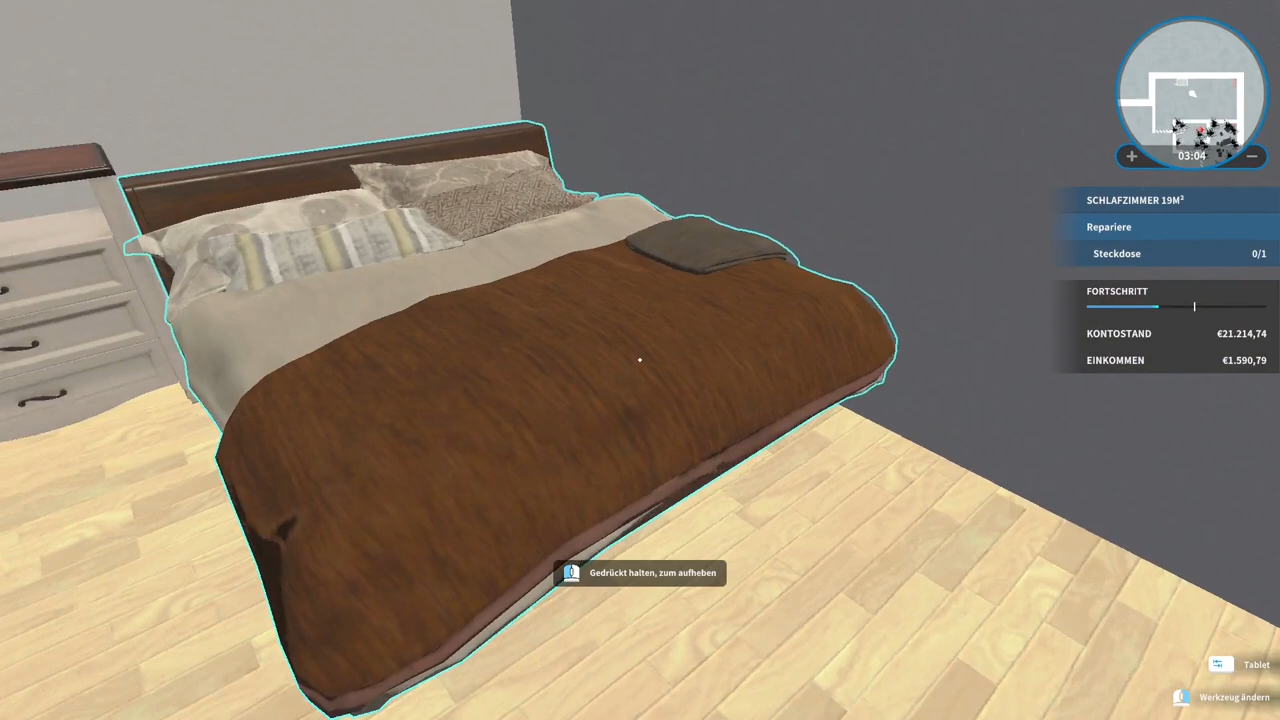 03:04
SCHLAFZIMMER 19M²
Repariere
Steckdose 0/1
FORTSCHRITT
KONTOSTAND €21.214,74
EINKOMMEN €1.590,79
Gedrückt halten, zum aufheben
Tablet
Werkzeug ändern